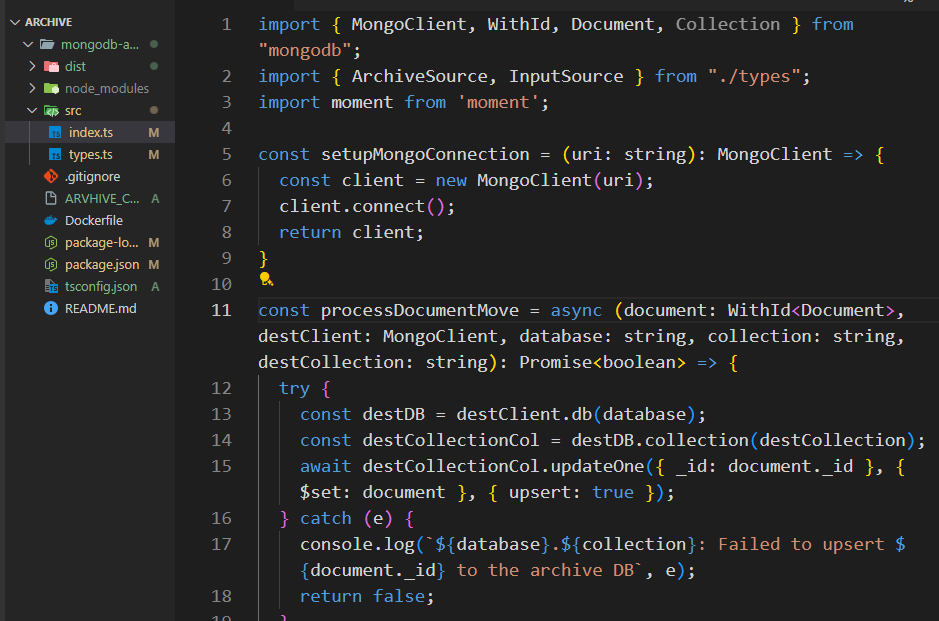 ARCHIVE
mongodb-a...
dist
node_modules
src
index.ts M
types.ts M
.gitignore
ARVHIVE_C... A
Dockerfile
package-lo... M
package.json M
tsconfig.json A
README.md
1 import { MongoClient, WithId, Document, Collection } from
"mongodb";
2 import { ArchiveSource, InputSource } from "./types";
3 import moment from 'moment';
4
5 const setupMongoConnection = (uri: string): MongoClient => {
6 const client = new MongoClient(uri);
7 client.connect();
8 return client;
9 }
10
11 const processDocumentMove = async (document: WithId<Document>,
destClient: MongoClient, database: string, collection: string,
destCollection: string): Promise<boolean> => {
12 try {
13 const destDB = destClient.db(database);
14 const destCollectionCol = destDB.collection(destCollection);
15 await destCollectionCol.updateOne({ _id: document._id }, {
$set: document }, { upsert: true });
16 } catch (e) {
17 console.log(`${database}.${collection}: Failed to upsert $
{document._id} to the archive DB`, e);
18 return false;
19 }